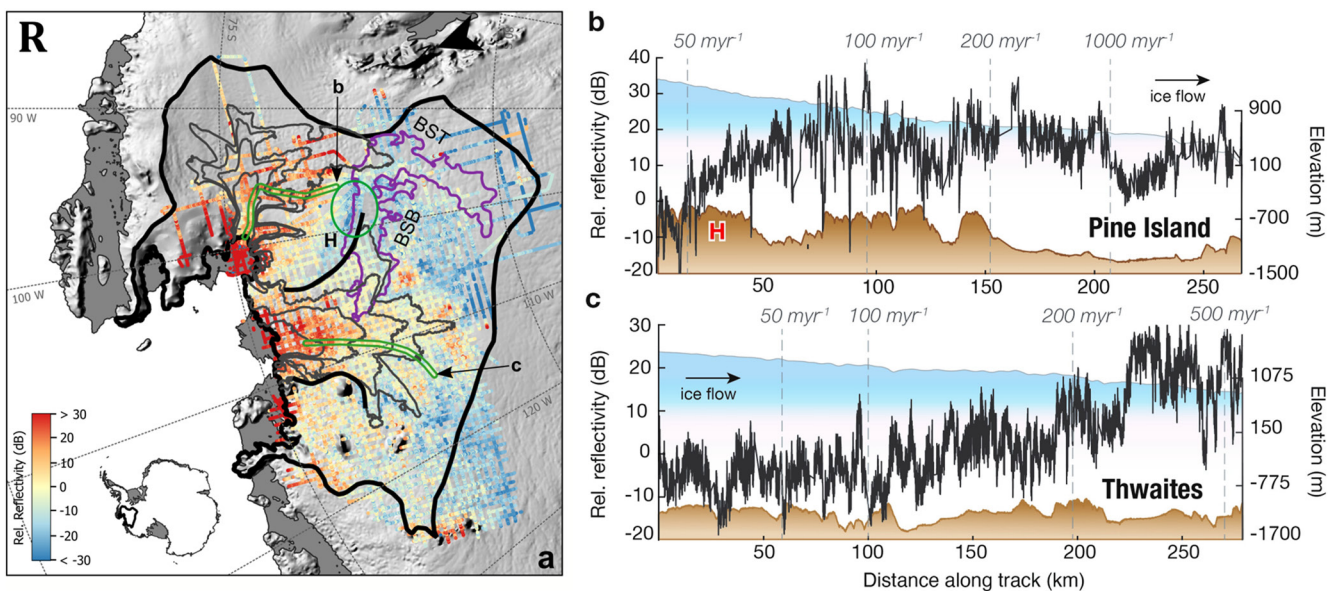 R
75 S
90 W
b
BST
BSB
H
100 W
110 W
c
120 W
Rel. Reflectivity (dB)
> 30
20
10
0
-10
-20
< -30
a
b
50 myr-1
100 myr-1
200 myr-1
1000 myr-1
ice flow
Rel. reflectivity (dB)
40
30
20
10
0
-10
-20
900
100
-700
-1500
Elevation (m)
H
Pine Island
50
100
150
200
250
c
50 myr-1
100 myr-1
200 myr-1
500 myr-1
ice flow
Rel. reflectivity (dB)
30
20
10
0
-10
-20
1075
150
-775
-1700
Elevation (m)
Thwaites
50
100
150
200
250
Distance along track (km)